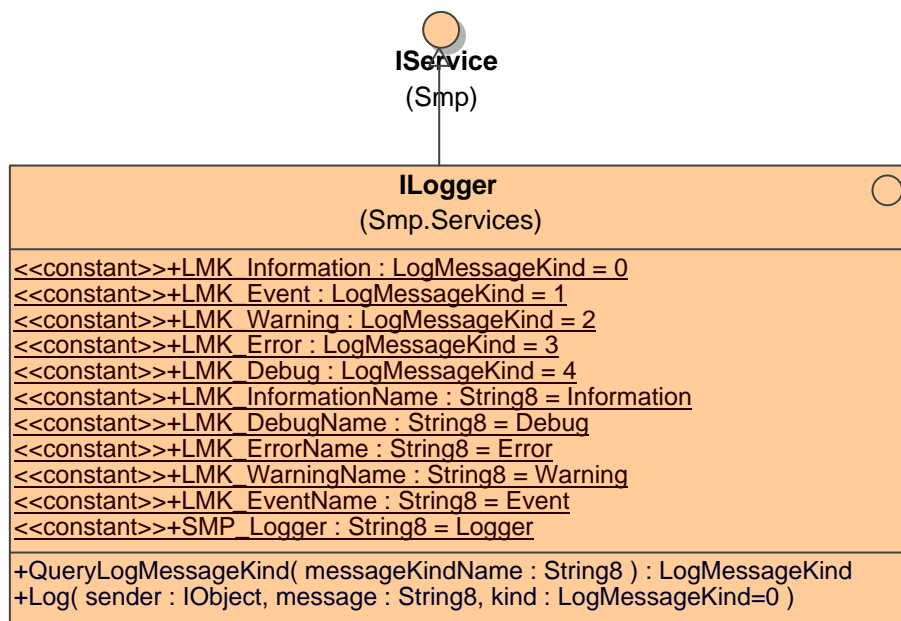 IService
(Smp)
ILogger
(Smp.Services)
<<constant>>+LMK_Information : LogMessageKind = 0
<<constant>>+LMK_Event : LogMessageKind = 1
<<constant>>+LMK_Warning : LogMessageKind = 2
<<constant>>+LMK_Error : LogMessageKind = 3
<<constant>>+LMK_Debug : LogMessageKind = 4
<<constant>>+LMK_InformationName : String8 = Information
<<constant>>+LMK_DebugName : String8 = Debug
<<constant>>+LMK_ErrorName : String8 = Error
<<constant>>+LMK_WarningName : String8 = Warning
<<constant>>+LMK_EventName : String8 = Event
<<constant>>+SMP_Logger : String8 = Logger
+QueryLogMessageKind( messageKindName : String8 ) : LogMessageKind
+Log( sender : IObject, message : String8, kind : LogMessageKind=0 )